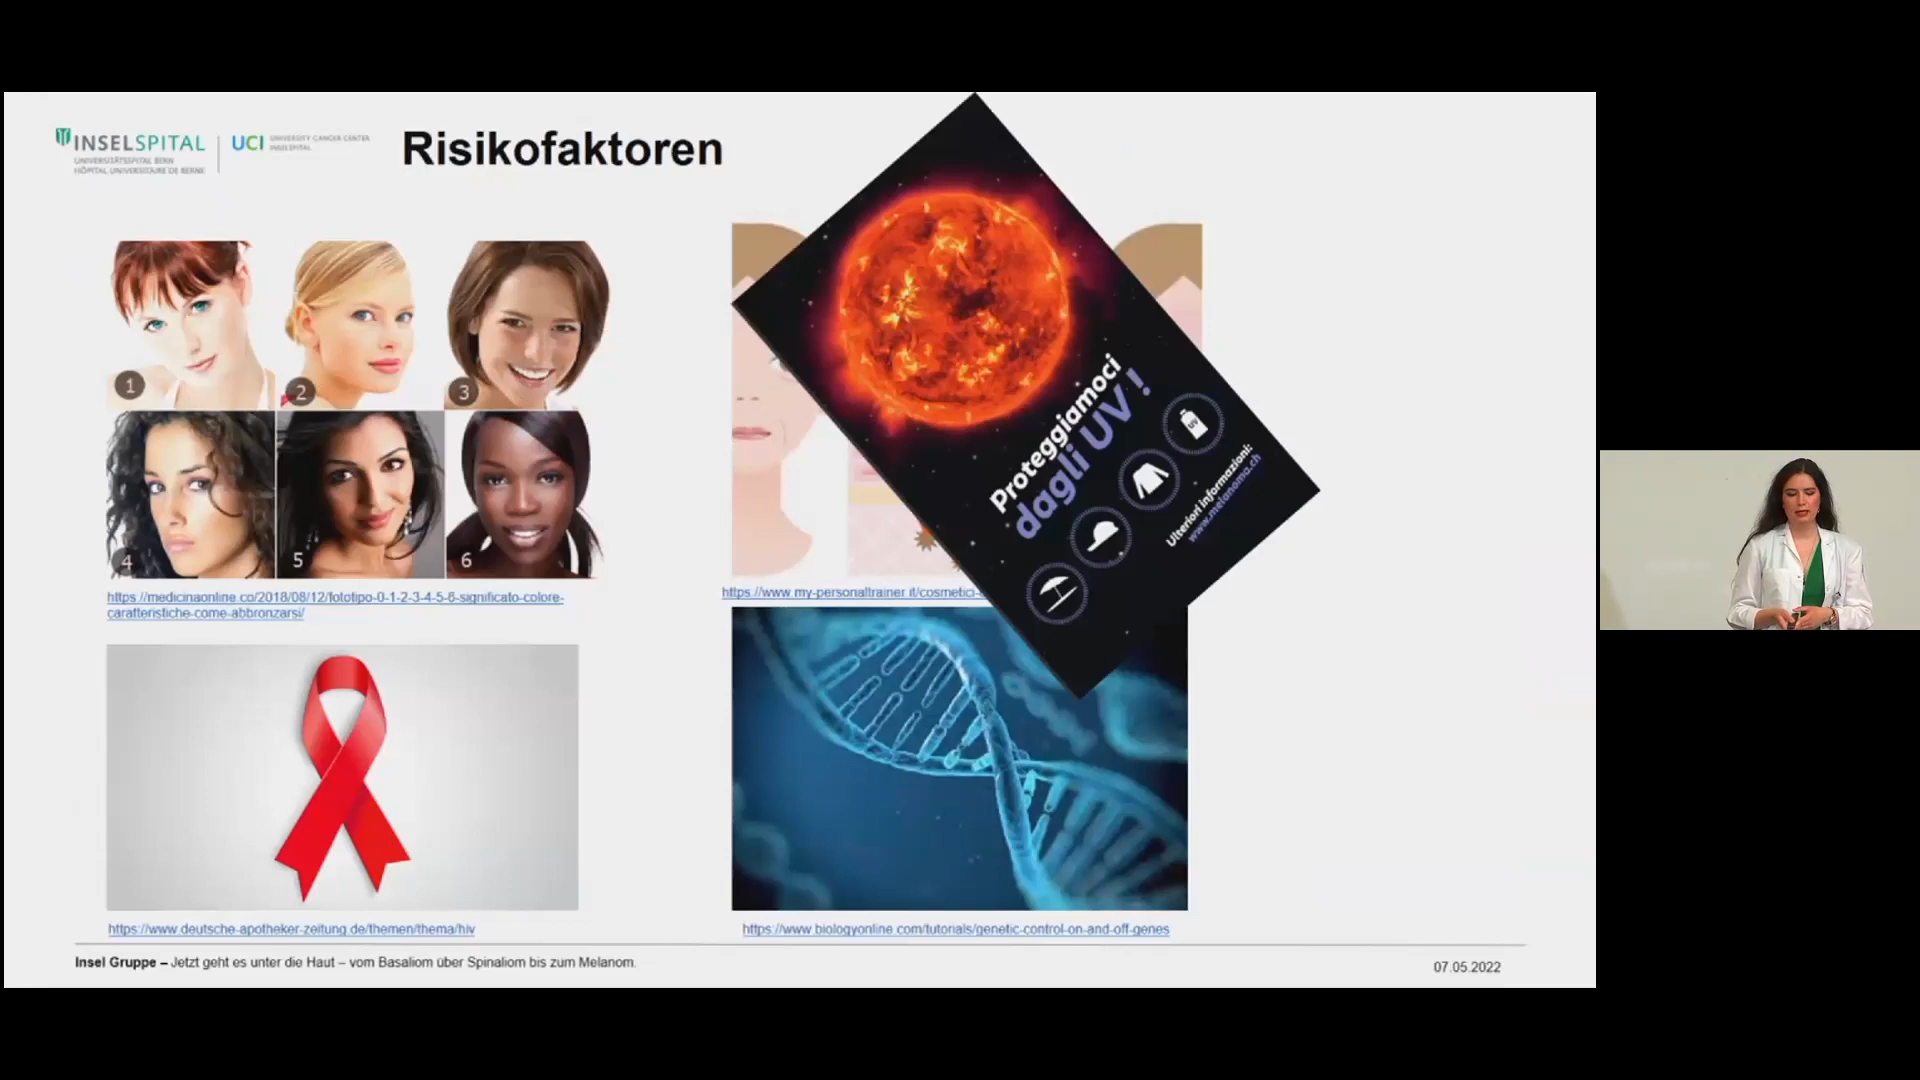 INSELSPITAL
UNIVERSITÄTSSPITAL BERN
HÔPITAL UNIVERSITAIRE DE BERNE
UCI
UNIVERSITY CANCER CENTER
INSELSPITAL
Risikofaktoren
1
2
3
4
5
6
https://medicinaonline.co/2018/08/12/fototipo-0-1-2-3-4-5-6-significato-colore-
caratteristiche-come-abbronzarsi/
Proteggiamoci
dagli UV !
UV
Ulteriori informazioni:
www.melanoma.ch
https://www.my-personaltrainer.it/cosmetici-
https://www.deutsche-apotheker-zeitung.de/themen/thema/hiv
https://www.biologyonline.com/tutorials/genetic-control-on-and-off-genes
Insel Gruppe – Jetzt geht es unter die Haut – vom Basaliom über Spinaliom bis zum Melanom.
07.05.2022